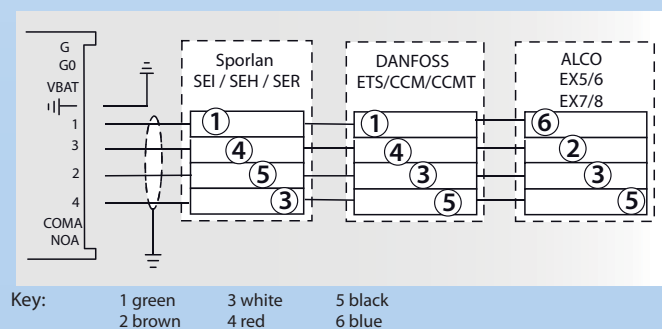 G
G0
VBAT
1
3
2
4
COMA
NOA
Sporlan
SEI / SEH / SER
1
4
5
3
DANFOSS
ETS/CCM/CCMT
1
4
3
5
ALCO
EX5/6
EX7/8
6
2
3
5
Key: 1 green 3 white 5 black
2 brown 4 red 6 blue